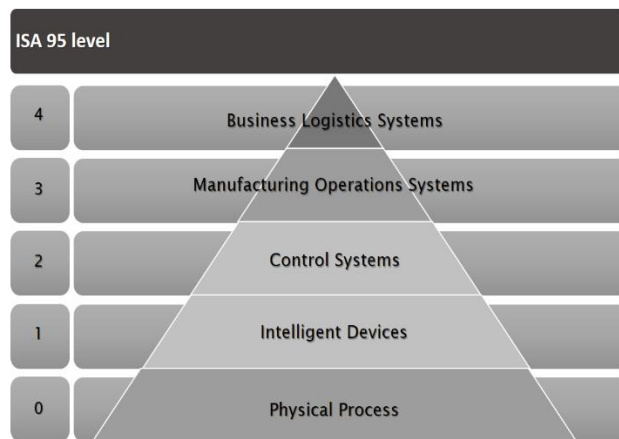 ISA 95 level
4
Business Logistics Systems
3
Manufacturing Operations Systems
2
Control Systems
1
Intelligent Devices
0
Physical Process